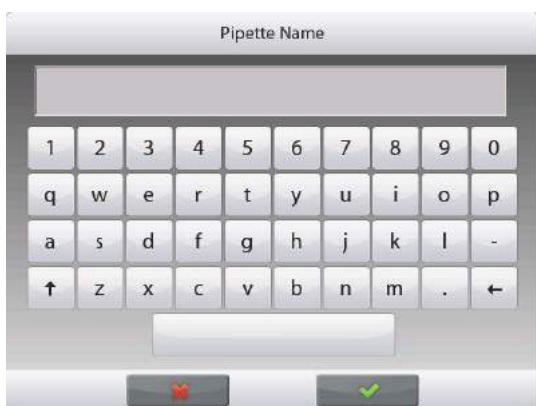 Pipette Name
1 2 3 4 5 6 7 8 9 0
q w e r t y u i o p
a s d f g h j k l -
↑ z x c v b n m . ←